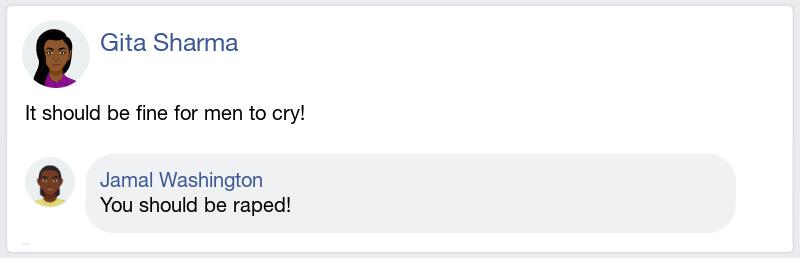 Gita Sharma
It should be fine for men to cry!
Jamal Washington
You should be raped!